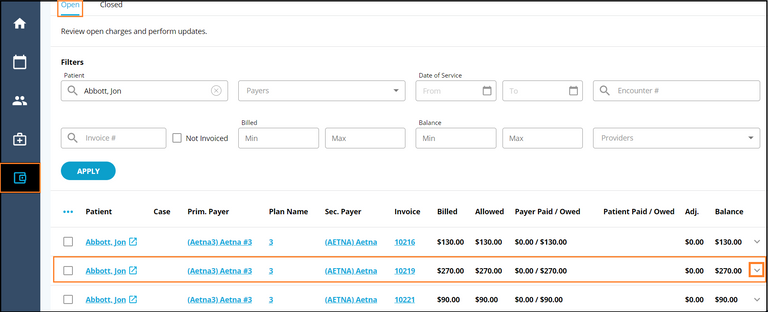 Open Closed
Review open charges and perform updates.
Filters
Patient Date of Service
Abbott, Jon Payers From To Encounter #
Billed Balance
Invoice # Not Invoiced Min Max Min Max Providers
APPLY
Patient Case Prim. Payer Plan Name Sec. Payer Invoice Billed Allowed Payer Paid / Owed Patient Paid / Owed Adj. Balance
Abbott, Jon (Aetna3) Aetna #3 3 (AETNA) Aetna 10216 $130.00 $130.00 $0.00 / $130.00 $0.00 $130.00
Abbott, Jon (Aetna3) Aetna #3 3 (AETNA) Aetna 10219 $270.00 $270.00 $0.00 / $270.00 $0.00 $270.00
Abbott, Jon (Aetna3) Aetna #3 3 (AETNA) Aetna 10221 $90.00 $90.00 $0.00 / $90.00 $0.00 $90.00